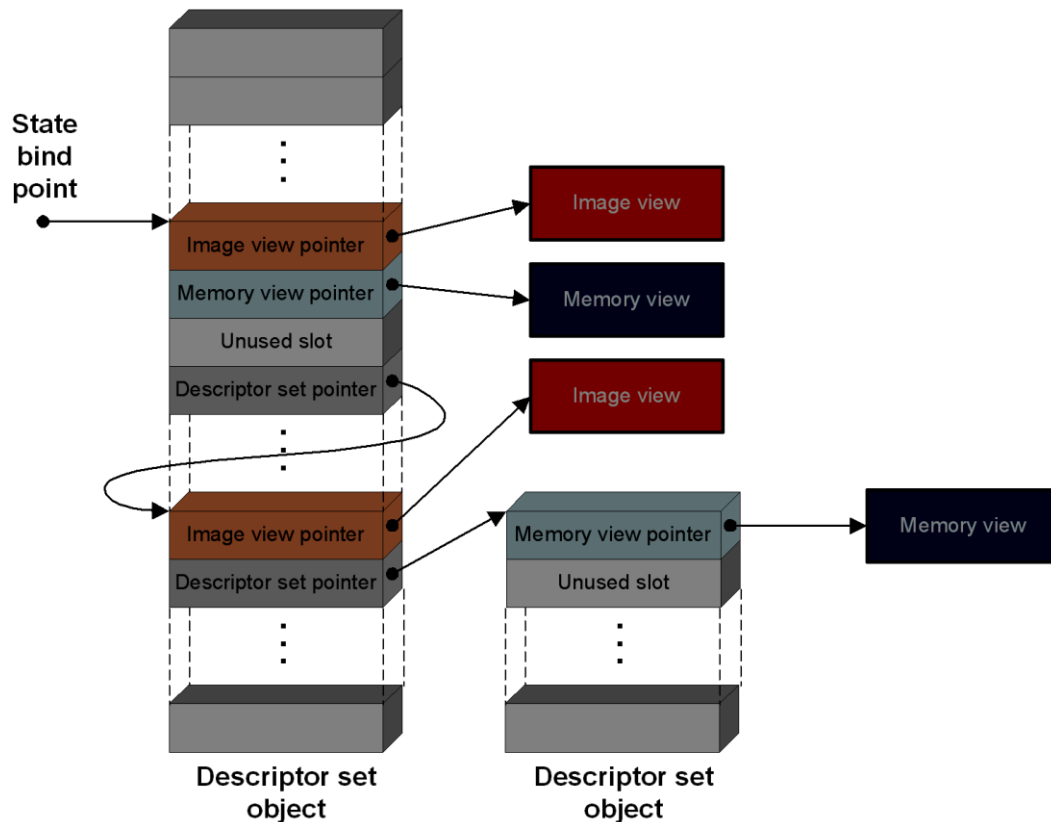 State
bind
point
Image view pointer
Memory view pointer
Unused slot
Descriptor set pointer
Image view
Memory view
Image view
Image view pointer
Descriptor set pointer
Memory view pointer
Unused slot
Memory view
Descriptor set
object
Descriptor set
object